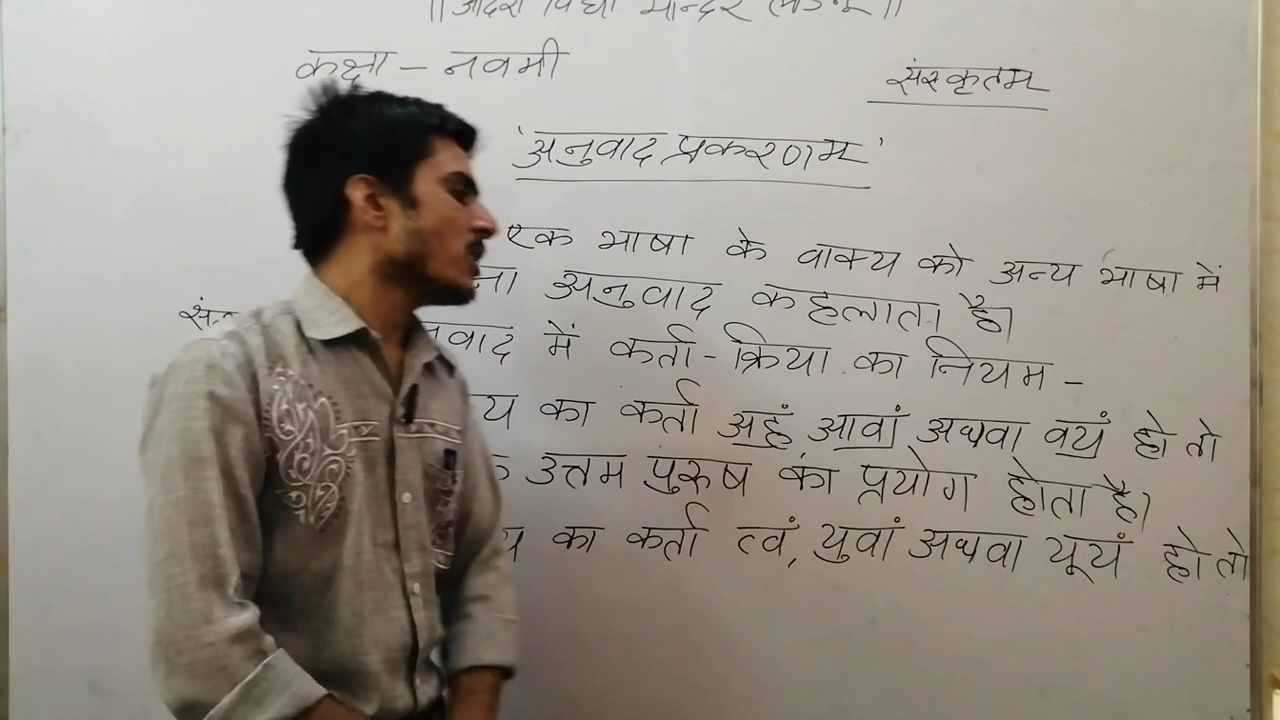 कक्षा - नवमी
संस्कृतम्
'अनुवाद प्रकरणम्'
एक भाषा के वाक्य को अन्य भाषा में
अनुवाद कहलाता है।
में कर्ता - क्रिया का नियम -
का कर्ता अहं, आवां अथवा वयं हो तो
उत्तम पुरुष का प्रयोग होता है।
का कर्ता त्वं, युवां अथवा यूयं हो तो